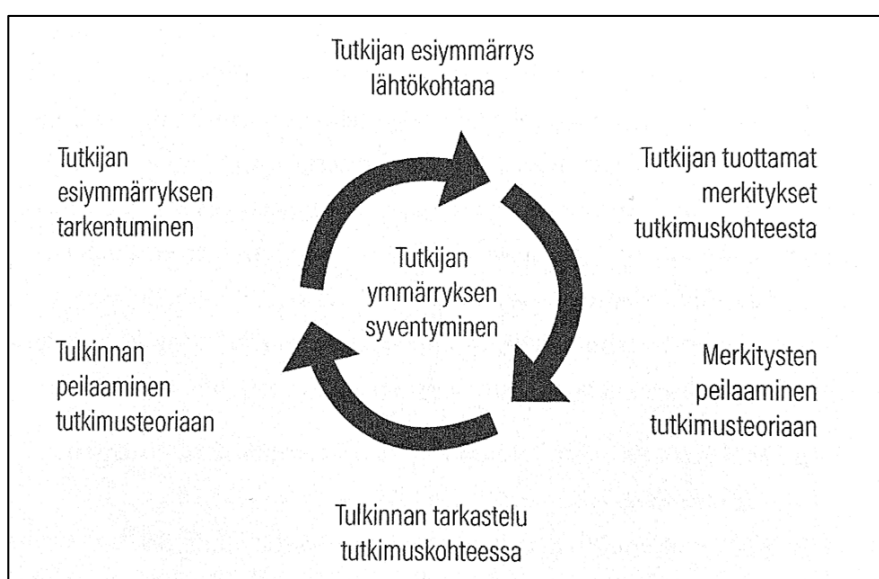 Tutkijan esiymmärrys
lähtökohtana
Tutkijan tuottamat
merkitykset
tutkimuskohteesta
Merkitysten
peilaaminen
tutkimusteoriaan
Tulkinnan tarkastelu
tutkimuskohteessa
Tulkinnan
peilaaminen
tutkimusteoriaan
Tutkijan
esiymmärryksen
tarkentuminen
Tutkijan
ymmärryksen
syventyminen